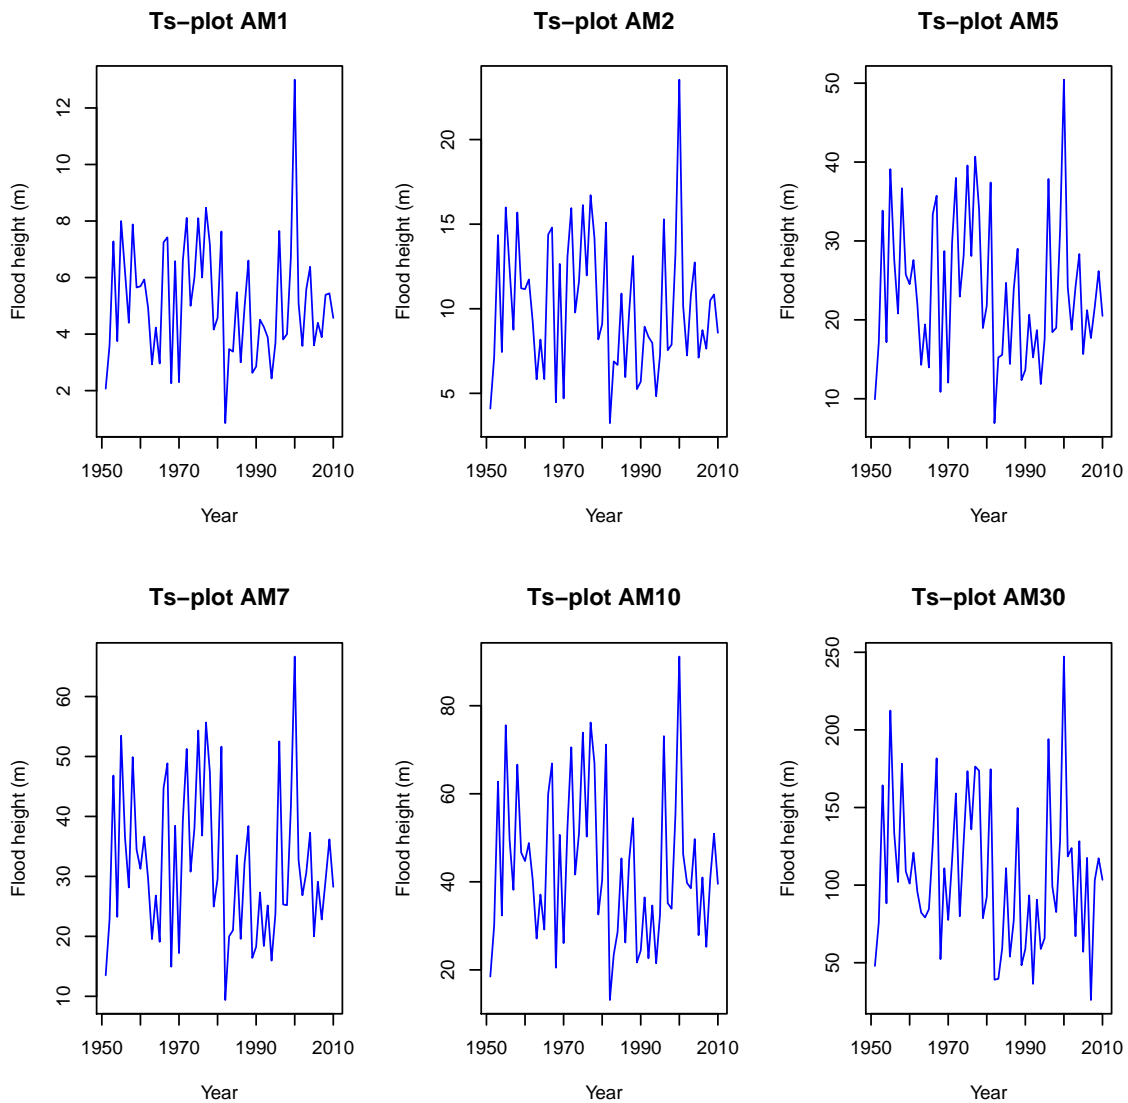 Ts−plot AM1
Flood height (m)
2 4 6 8 10 12
1950 1970 1990 2010
Year
Ts−plot AM2
Flood height (m)
5 10 15 20
1950 1970 1990 2010
Year
Ts−plot AM5
Flood height (m)
10 20 30 40 50
1950 1970 1990 2010
Year
Ts−plot AM7
Flood height (m)
10 20 30 40 50 60
1950 1970 1990 2010
Year
Ts−plot AM10
Flood height (m)
20 40 60 80
1950 1970 1990 2010
Year
Ts−plot AM30
Flood height (m)
50 100 150 200 250
1950 1970 1990 2010
Year